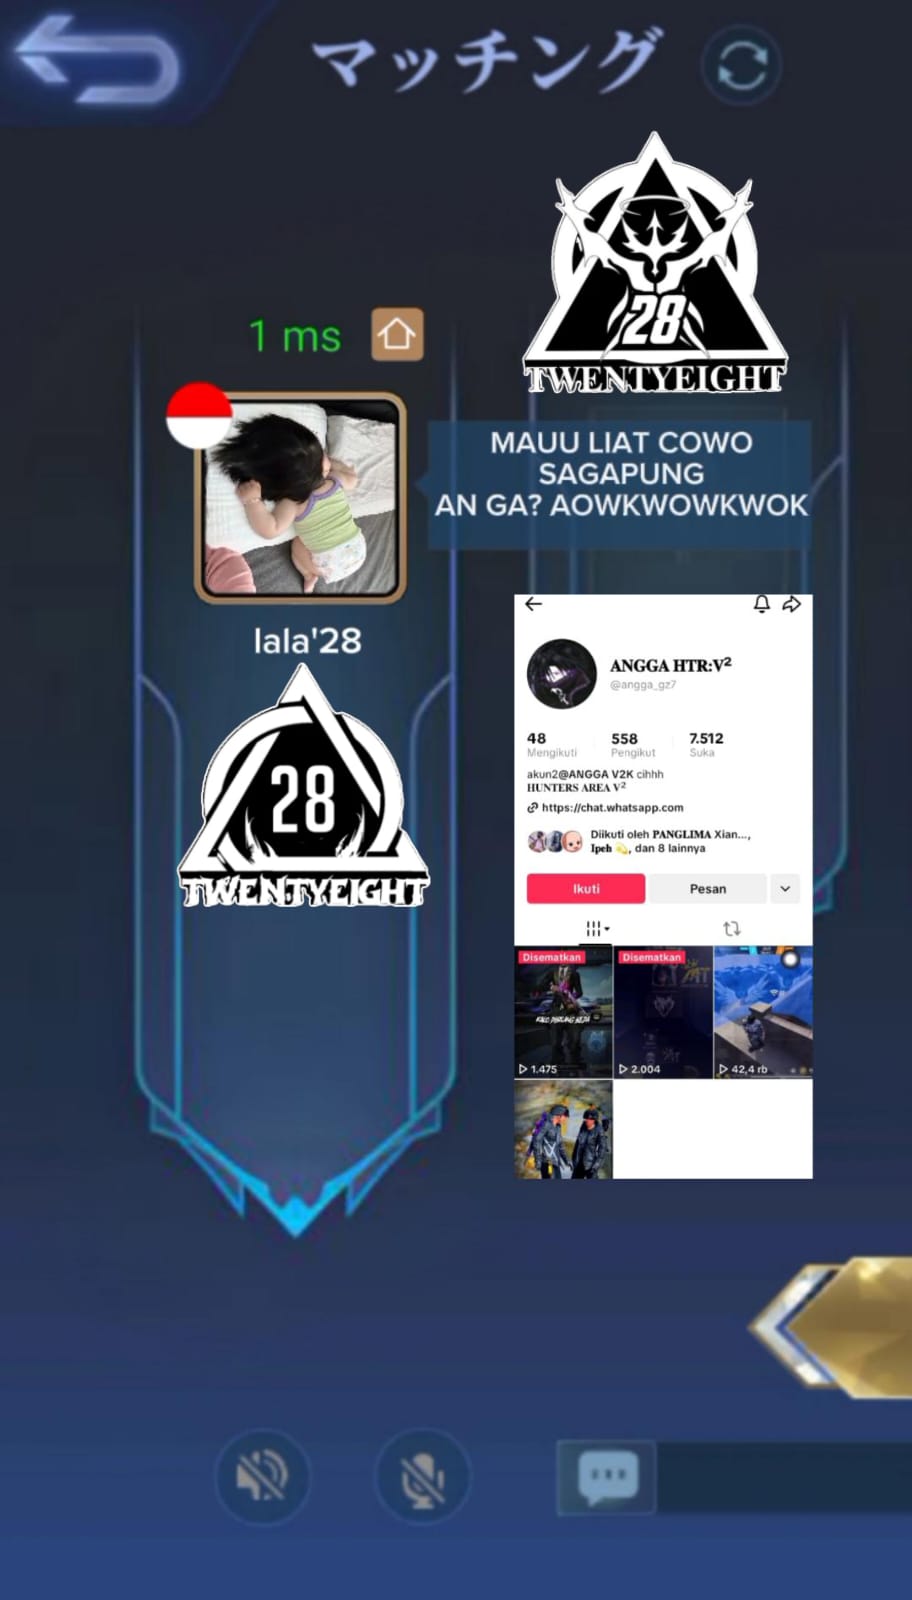 マッチング
28
TWENTYEIGHT
1 ms
MAUU LIAT COWO
SAGAPUNG
AN GA? AOWKWOWKWOK
lala'28
28
TWENTYEIGHT
ANGGA HTR:V²
@angga_gz7
48 558 7.512
Mengikuti Pengikut Suka
akun2@ANGGA V2K cihhh
HUNTERS AREA V²
https://chat.whatsapp.com
Diikuti oleh PANGLIMA Xian...,
Ipeh 💫, dan 8 lainnya
Ikuti Pesan
Disematkan Disematkan
1.475 2.004 42,4 rb